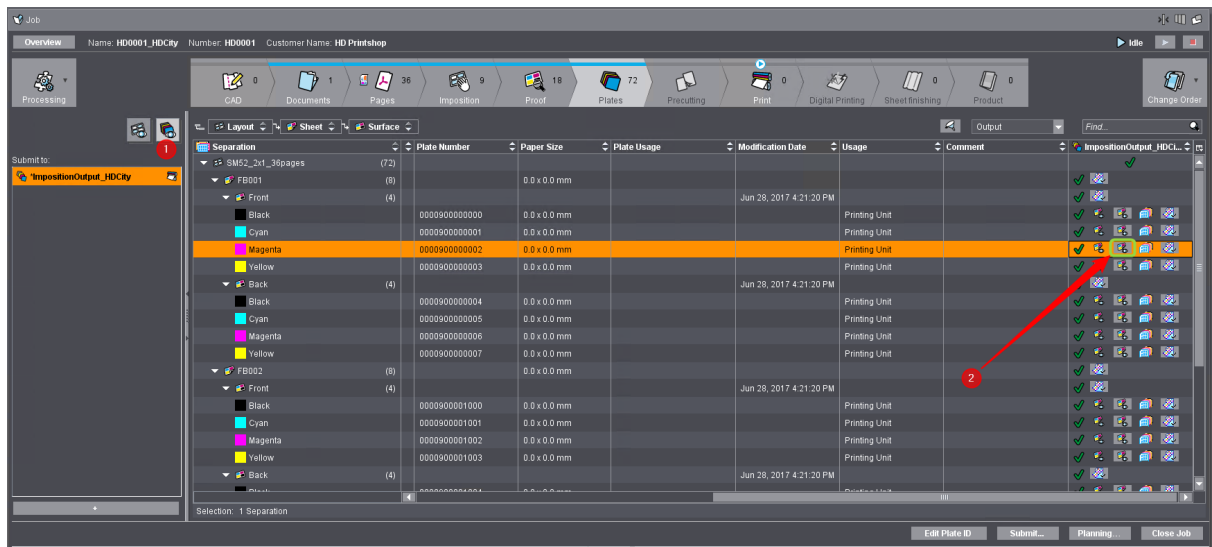 Job
Overview Name: HD0001_HDCity Number: HD0001 Customer Name: HD Printshop Idle
Processing CAD 0 Documents 1 Pages 36 Imposition 9 Proof 18 Plates 72 Precutting Print 0 Digital Printing Sheet finishing 0 Product 0 Change Order
1
Layout Sheet Surface Output Find...
Submit to:
*ImpositionOutput_HDCity
Separation Plate Number Paper Size Plate Usage Modification Date Usage Comment ImpositionOutput_HDCi...
SM52_2x1_36pages (72)
FB001 (8) 0.0 x 0.0 mm
Front (4) Jun 28, 2017 4:21:20 PM
Black 0000900000000 0.0 x 0.0 mm Printing Unit
Cyan 0000900000001 0.0 x 0.0 mm Printing Unit
Magenta 0000900000002 0.0 x 0.0 mm Printing Unit
Yellow 0000900000003 0.0 x 0.0 mm Printing Unit
Back (4) Jun 28, 2017 4:21:20 PM
Black 0000900000004 0.0 x 0.0 mm Printing Unit
Cyan 0000900000005 0.0 x 0.0 mm Printing Unit
Magenta 0000900000006 0.0 x 0.0 mm Printing Unit
Yellow 0000900000007 0.0 x 0.0 mm Printing Unit
FB002 (8) 0.0 x 0.0 mm
2
Front (4) Jun 28, 2017 4:21:20 PM
Black 0000900001000 0.0 x 0.0 mm Printing Unit
Cyan 0000900001001 0.0 x 0.0 mm Printing Unit
Magenta 0000900001002 0.0 x 0.0 mm Printing Unit
Yellow 0000900001003 0.0 x 0.0 mm Printing Unit
Back (4) Jun 28, 2017 4:21:20 PM
+
Selection: 1 Separation
Edit Plate ID Submit... Planning... Close Job